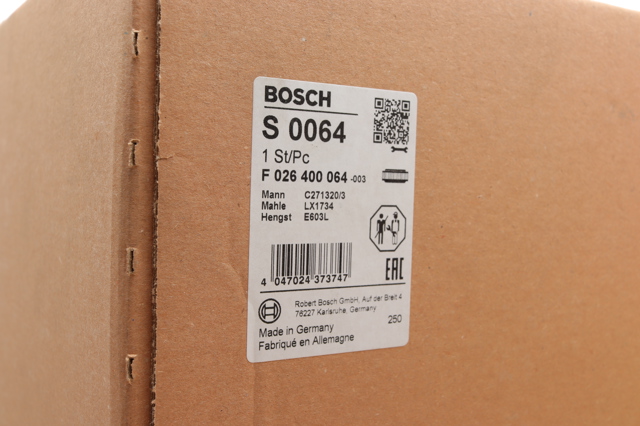 BOSCH
S 0064
1 St/Pc
F 026 400 064 -003
Mann C271320/3
Mahle LX1734
Hengst E603L
4 047024 373747
EAC
Robert Bosch GmbH, Auf der Breit 4
76227 Karlsruhe, Germany
Made in Germany 250
Fabriqué en Allemagne